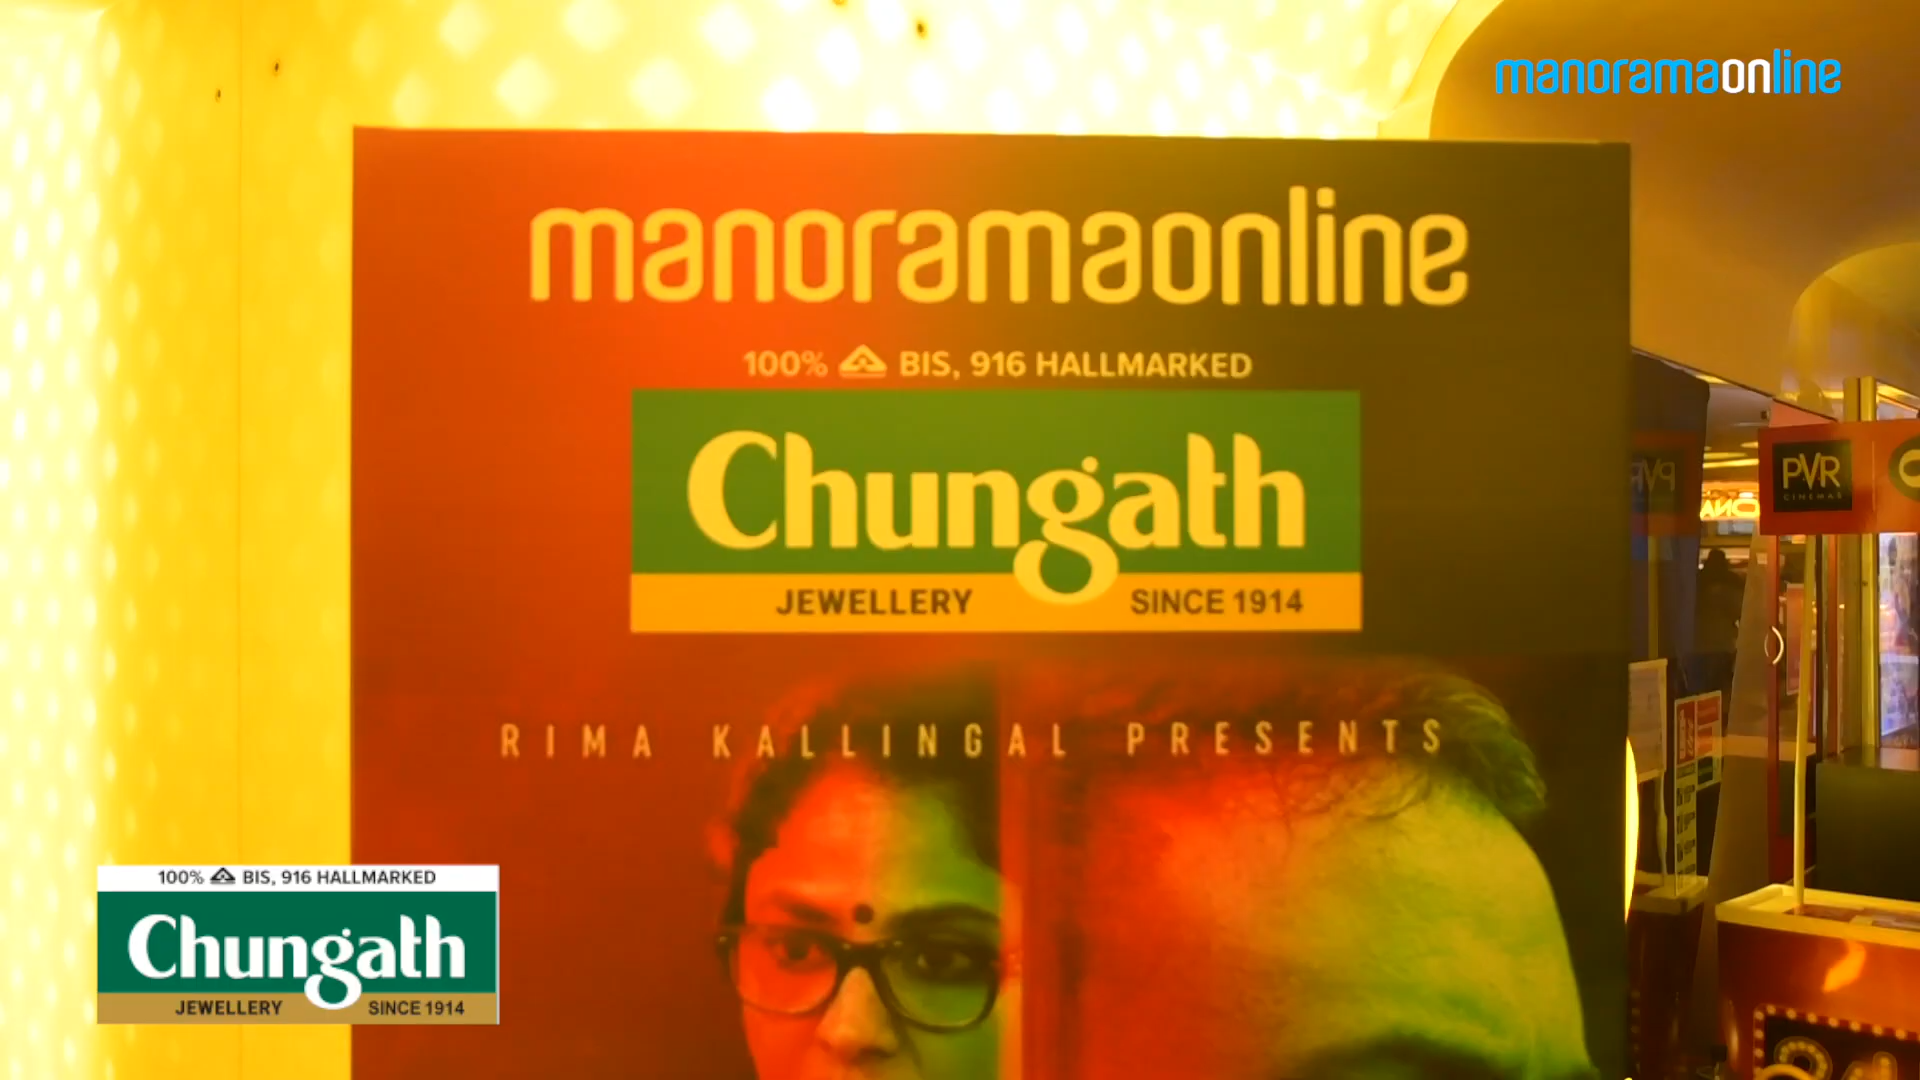 manoramaonline
manoramaonline
100% BIS, 916 HALLMARKED
Chungath
JEWELLERY SINCE 1914
RIMA KALLINGAL PRESENTS
PVR
CINEMAS
100% BIS, 916 HALLMARKED
Chungath
JEWELLERY SINCE 1914